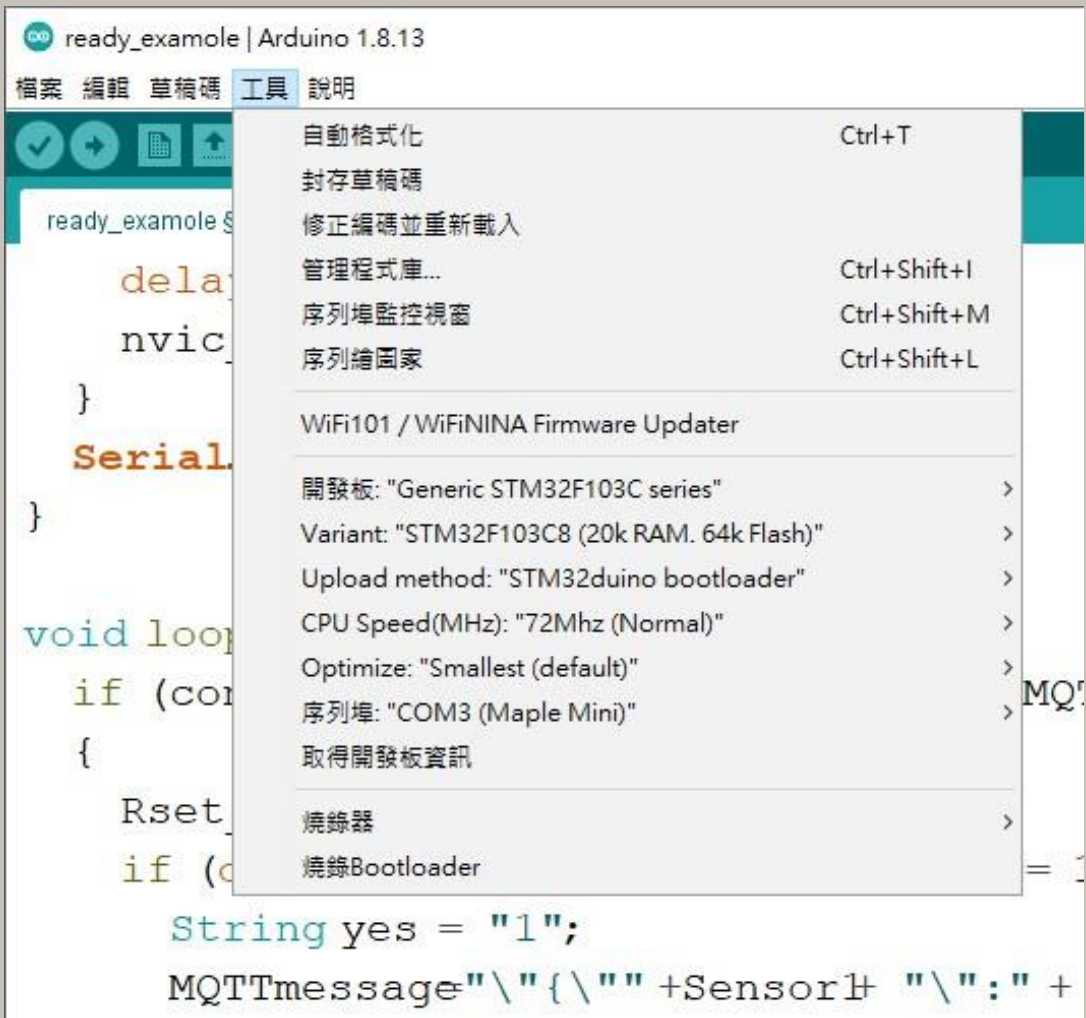 ready_examole | Arduino 1.8.13
檔案 編輯 草稿碼 工具 說明
自動格式化 Ctrl+T
封存草稿碼
修正編碼並重新載入
管理程式庫... Ctrl+Shift+I
序列埠監控視窗 Ctrl+Shift+M
序列繪圖家 Ctrl+Shift+L
WiFi101 / WiFiNINA Firmware Updater
開發板: "Generic STM32F103C series"
Variant: "STM32F103C8 (20k RAM. 64k Flash)"
Upload method: "STM32duino bootloader"
CPU Speed(MHz): "72Mhz (Normal)"
Optimize: "Smallest (default)"
序列埠: "COM3 (Maple Mini)"
取得開發板資訊
燒錄器
燒錄Bootloader
ready_examole §
nvic_
}
Serial.
}
void loop
if (
{
Rset_
if (
String yes = "1";
MQTTmessage="\"{\"" +Sensor1+ "\":" +